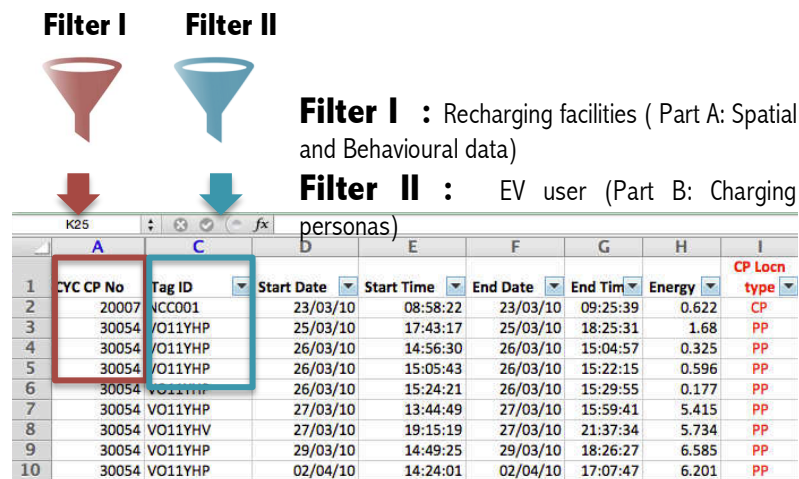 Filter I Filter II
Filter I : Recharging facilities ( Part A: Spatial
and Behavioural data)
Filter II : EV user (Part B: Charging
personas)
K25 fx
A C D E F G H I
1 CYC CP No Tag ID Start Date Start Time End Date End Tim Energy CP Locn type
2 20007 NCC001 23/03/10 08:58:22 23/03/10 09:25:39 0.622 CP
3 30054 VO11YHP 25/03/10 17:43:17 25/03/10 18:25:31 1.68 PP
4 30054 VO11YHP 26/03/10 14:56:30 26/03/10 15:04:57 0.325 PP
5 30054 VO11YHP 26/03/10 15:05:43 26/03/10 15:22:15 0.596 PP
6 30054 VO11YHP 26/03/10 15:24:21 26/03/10 15:29:55 0.177 PP
7 30054 VO11YHP 27/03/10 13:44:49 27/03/10 15:59:41 5.415 PP
8 30054 VO11YHV 27/03/10 19:15:19 27/03/10 21:37:34 5.734 PP
9 30054 VO11YHP 29/03/10 14:49:25 29/03/10 18:26:27 6.585 PP
10 30054 VO11YHP 02/04/10 14:24:01 02/04/10 17:07:47 6.201 PP